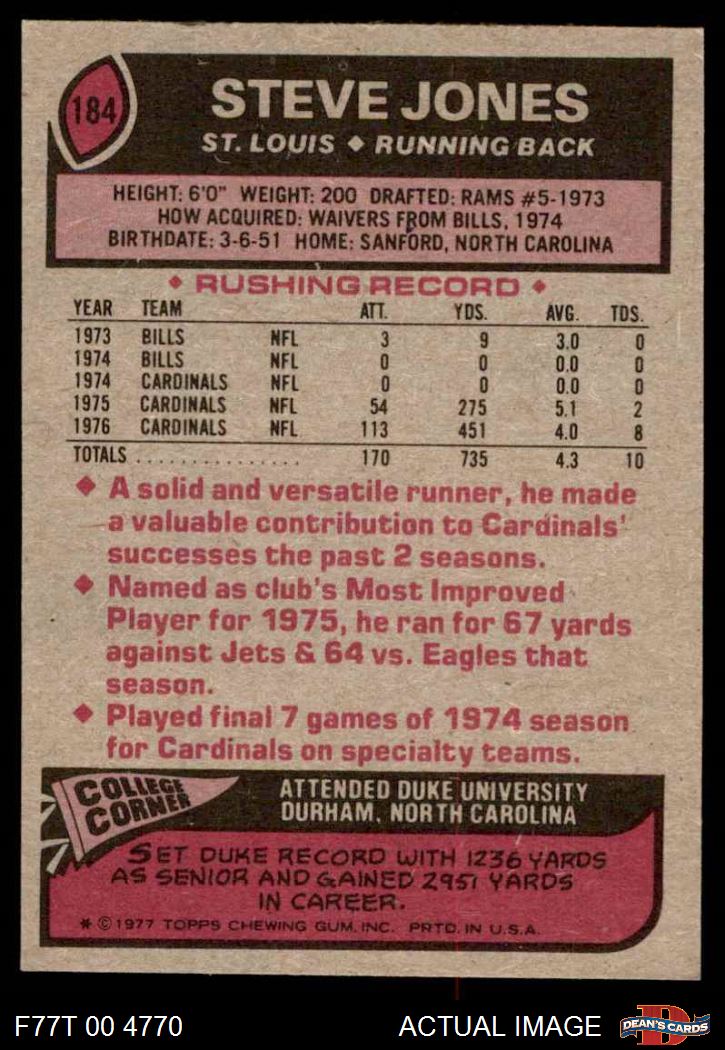 184
STEVE JONES
ST. LOUIS ◆ RUNNING BACK
HEIGHT: 6'0" WEIGHT: 200 DRAFTED: RAMS #5-1973
HOW ACQUIRED: WAIVERS FROM BILLS, 1974
BIRTHDATE: 3-6-51 HOME: SANFORD, NORTH CAROLINA
◆ RUSHING RECORD ◆
YEAR TEAM ATT. YDS. AVG. TDS.
1973 BILLS NFL 3 9 3.0 0
1974 BILLS NFL 0 0 0.0 0
1974 CARDINALS NFL 0 0 0.0 0
1975 CARDINALS NFL 54 275 5.1 2
1976 CARDINALS NFL 113 451 4.0 8
TOTALS ................ 170 735 4.3 10
◆ A solid and versatile runner, he made
a valuable contribution to Cardinals'
successes the past 2 seasons.
◆ Named as club's Most Improved
Player for 1975, he ran for 67 yards
against Jets & 64 vs. Eagles that
season.
◆ Played final 7 games of 1974 season
for Cardinals on specialty teams.
COLLEGE
CORNER
ATTENDED DUKE UNIVERSITY
DURHAM, NORTH CAROLINA
SET DUKE RECORD WITH 1236 YARDS
AS SENIOR AND GAINED 2951 YARDS
IN CAREER.
* © 1977 TOPPS CHEWING GUM, INC. PRTD. IN U.S.A.
F77T 00 4770
ACTUAL IMAGE
D
DEAN'S CARDS